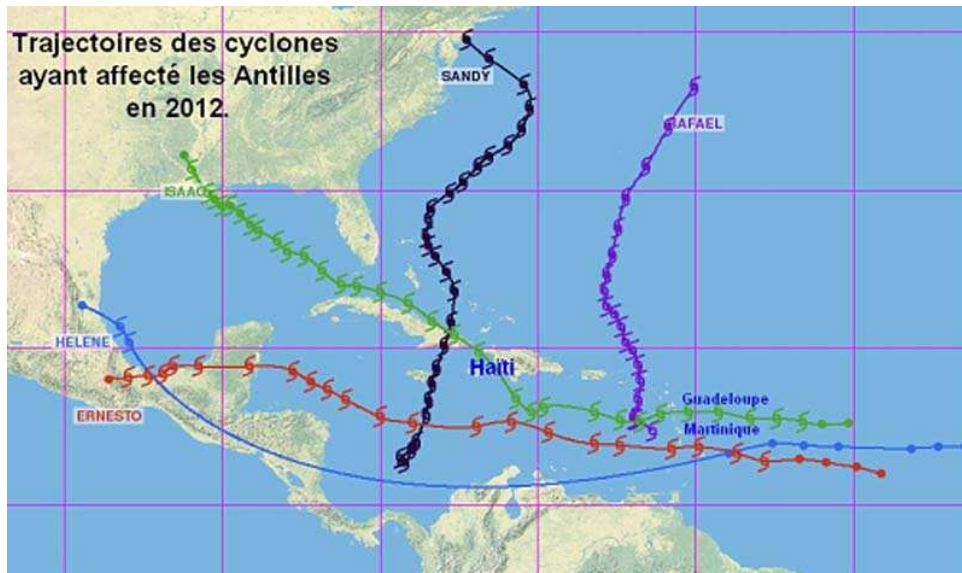 Trajectoires des cyclones
ayant affecté les Antilles
en 2012.
SANDY
RAFAEL
ISAAC
HELENE
Haïti
ERNESTO
Guadeloupe
Martinique